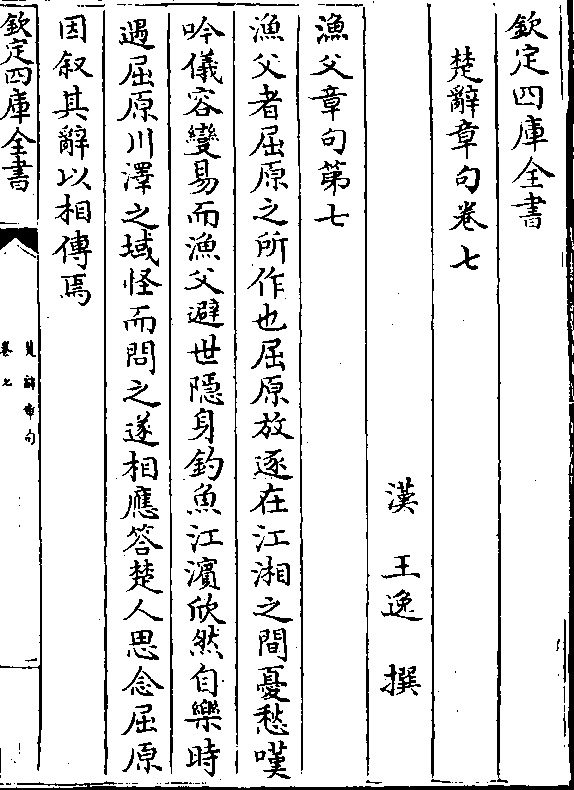 欽定四庫全書
楚辭章句卷七
漢 王逸 撰
漁父章句第七
漁父者屈原之所作也屈原放逐在江湘之間憂愁嘆
吟儀容變易而漁父避世隱身釣魚江濱欣然自樂時
遇屈原川澤之域怪而問之遂相應答楚人思念屈原
因叙其辭以相傳焉
欽定四庫全書
楚辭章句
卷七